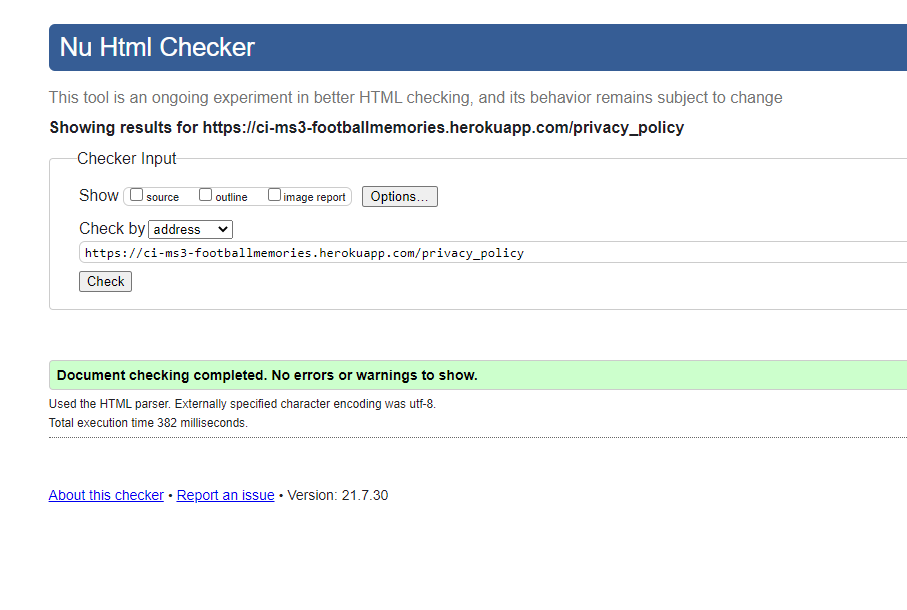 Nu Html Checker
This tool is an ongoing experiment in better HTML checking, and its behavior remains subject to change
Showing results for https://ci-ms3-footballmemories.herokuapp.com/privacy_policy
Checker Input
Show source outline image report Options...
Check by address
https://ci-ms3-footballmemories.herokuapp.com/privacy_policy
Check
Document checking completed. No errors or warnings to show.
Used the HTML parser. Externally specified character encoding was utf-8.
Total execution time 382 milliseconds.
About this checker • Report an issue • Version: 21.7.30